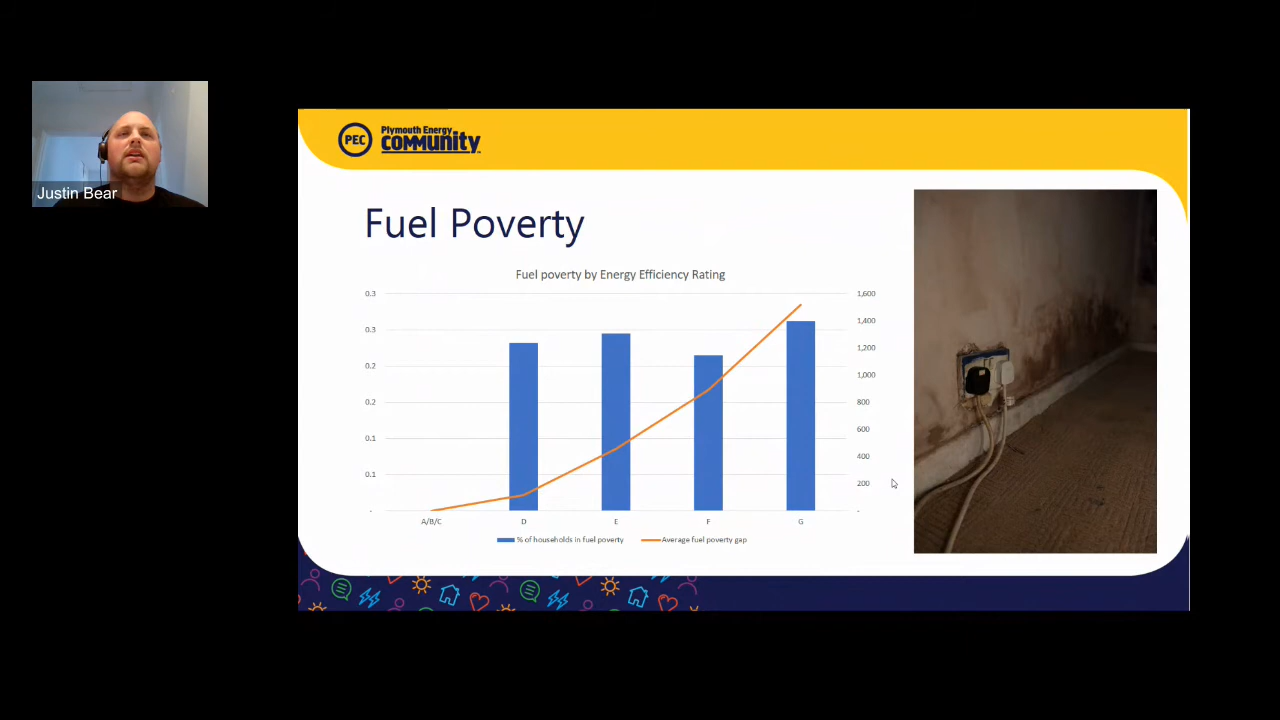 Justin Bear
PEC
Plymouth Energy
community
Fuel Poverty
Fuel poverty by Energy Efficiency Rating
0.3
0.3
0.2
0.2
0.1
0.1
-
1,600
1,400
1,200
1,000
800
600
400
200
-
A/B/C D E F G
% of households in fuel poverty Average fuel poverty gap